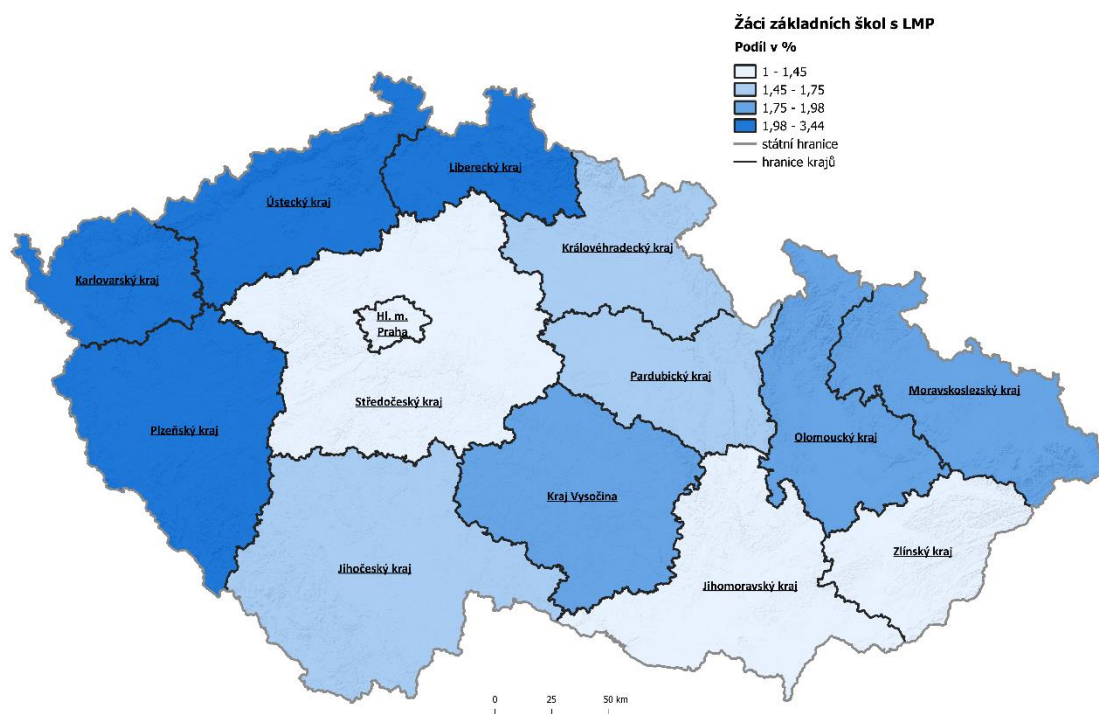 Žáci základních škol s LMP
Podíl v %
1 - 1,45
1,45 - 1,75
1,75 - 1,98
1,98 - 3,44
státní hranice
hranice krajů
Liberecký kraj
Ústecký kraj
Královéhradecký kraj
Karlovarský kraj
Hl. m.
Praha
Pardubický kraj
Moravskoslezský kraj
Středočeský kraj
Plzeňský kraj
Olomoucký kraj
Kraj Vysočina
Zlínský kraj
Jihočeský kraj
Jihomoravský kraj
0 25 50 km